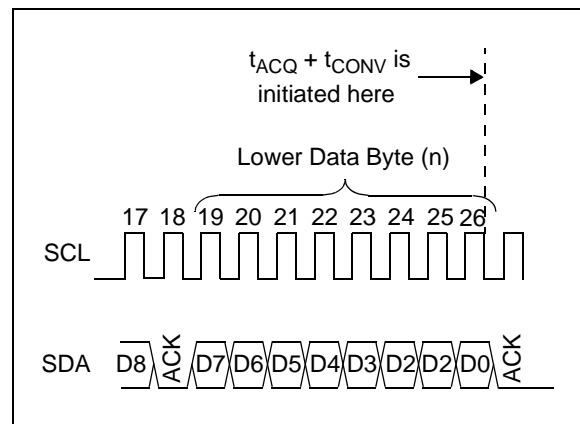 tACQ + tCONV is
initiated here
Lower Data Byte (n)
17 18 19 20 21 22 23 24 25 26
SCL
SDA D8 ACK D7 D6 D5 D4 D3 D2 D2 D0 ACK